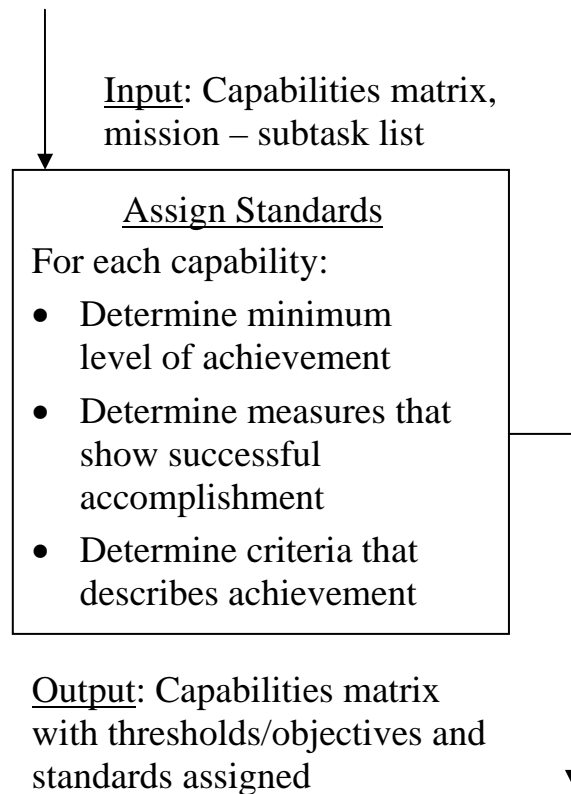 Input: Capabilities matrix,
mission – subtask list
Assign Standards
For each capability:
• Determine minimum
level of achievement
• Determine measures that
show successful
accomplishment
• Determine criteria that
describes achievement
Output: Capabilities matrix
with thresholds/objectives and
standards assigned